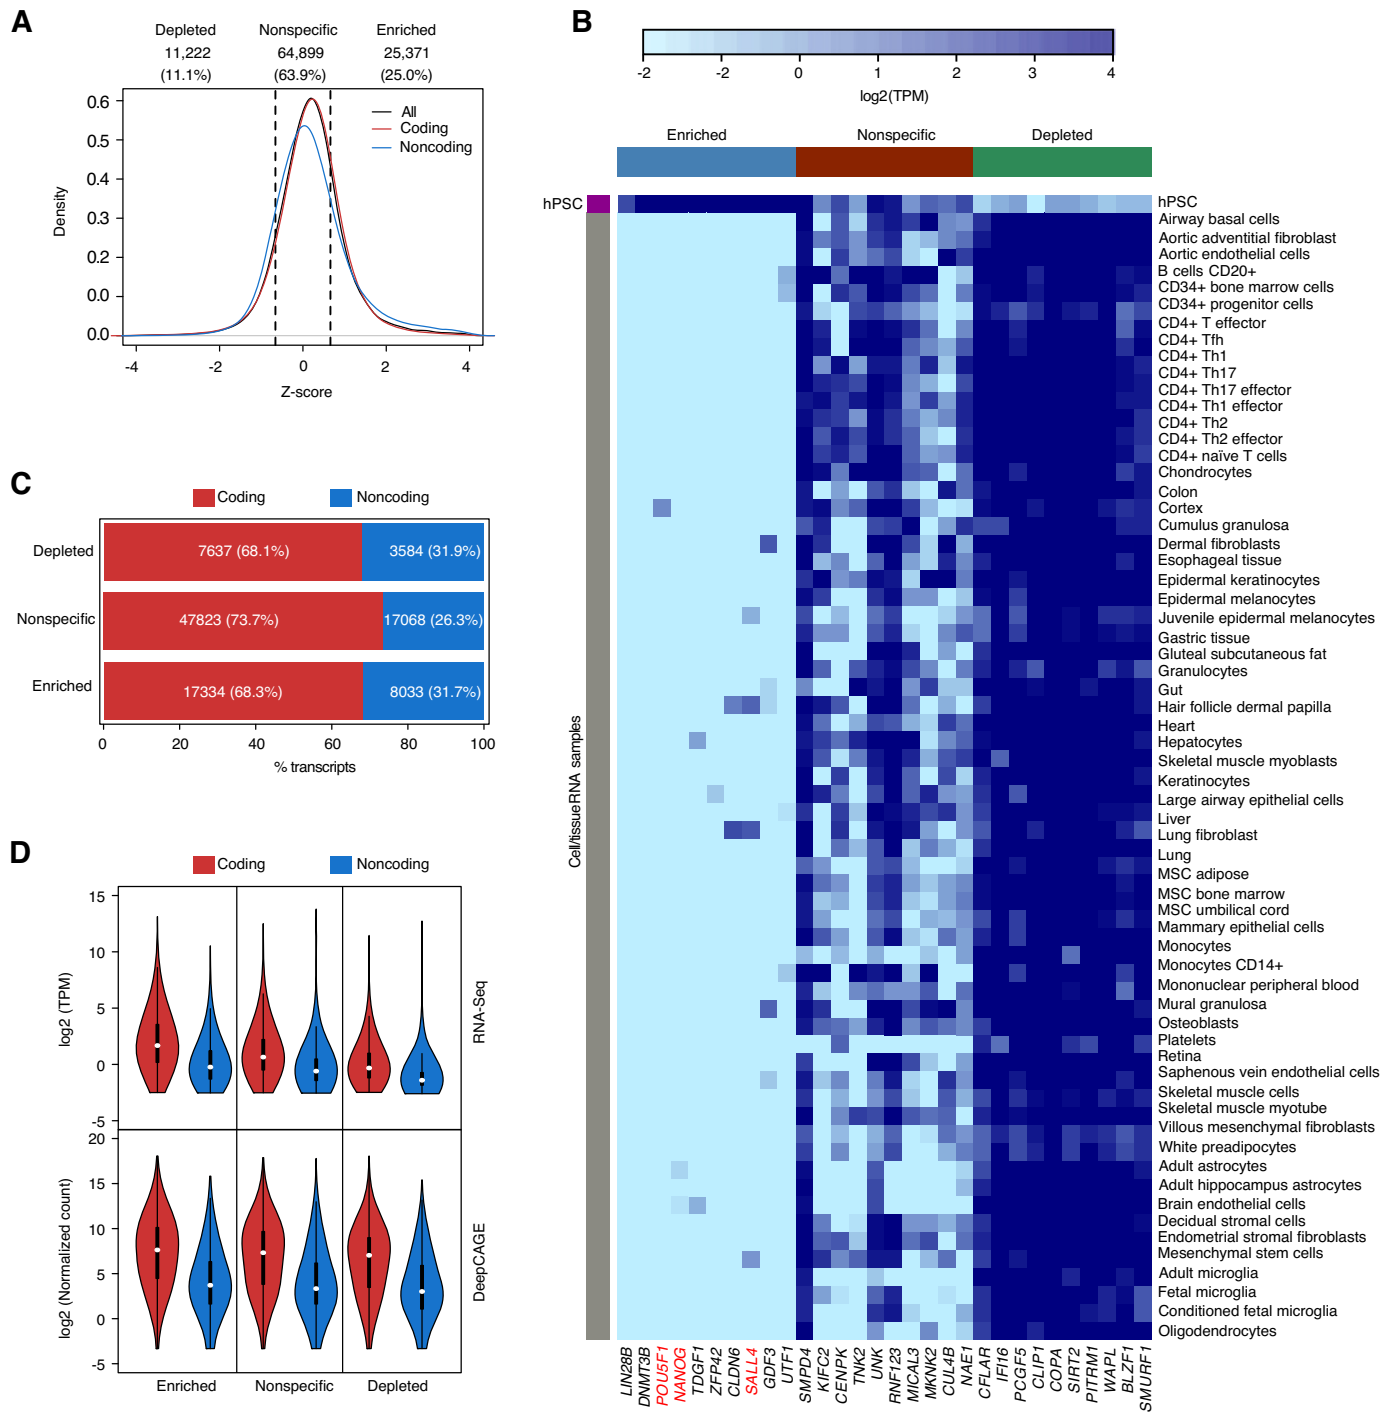 A
Depleted Nonspecific Enriched
11,222 64,899 25,371
(11.1%) (63.9%) (25.0%)
0.6
0.5
0.4
0.3
0.2
0.0
0.0
Density
All
Coding
Noncoding
-4 -2 0 2 4
Z-score
B
-2 -2 0 1 2 3 4
log2(TPM)
Enriched Nonspecific Depleted
hPSC
Cell/tissueRNA samples
hPSC
Airway basal cells
Aortic adventitial fibroblast
Aortic endothelial cells
B cells CD20+
CD34+ bone marrow cells
CD34+ progenitor cells
CD4+ T effector
CD4+ Tfh
CD4+ Th1
CD4+ Th17
CD4+ Th17 effector
CD4+ Th1 effector
CD4+ Th2
CD4+ Th2 effector
CD4+ naïve T cells
Chondrocytes
Colon
Cortex
Cumulus granulosa
Dermal fibroblasts
Esophageal tissue
Epidermal keratinocytes
Epidermal melanocytes
Juvenile epidermal melanocytes
Gastric tissue
Gluteal subcutaneous fat
Granulocytes
Gut
Hair follicle dermal papilla
Heart
Hepatocytes
Skeletal muscle myoblasts
Keratinocytes
Large airway epithelial cells
Liver
Lung fibroblast
Lung
MSC adipose
MSC bone marrow
MSC umbilical cord
Mammary epithelial cells
Monocytes
Monocytes CD14+
Mononuclear peripheral blood
Mural granulosa
Osteoblasts
Platelets
Retina
Saphenous vein endothelial cells
Skeletal muscle cells
Skeletal muscle myotube
Villous mesenchymal fibroblasts
White preadipocytes
Adult astrocytes
Adult hippocampus astrocytes
Brain endothelial cells
Decidual stromal cells
Endometrial stromal fibroblasts
Mesenchymal stem cells
Adult microglia
Fetal microglia
Conditioned fetal microglia
Oligodendrocytes
LIN28B
DNMT3B
POU5F1
NANOG
TDGF1
ZFP42
CLDN6
SALL4
GDF3
UTF1
SMPD4
KIFC2
CENPK
TNK2
UNK
RNF123
MICAL3
MKNK2
CUL4B
NAE1
CFLAR
IFI16
PCGF5
CLIP1
COPA
SIRT2
PITRM1
WAPL
BLZF1
SMURF1
C
Coding Noncoding
Depleted 7637 (68.1%) 3584 (31.9%)
Nonspecific 47823 (73.7%) 17068 (26.3%)
Enriched 17334 (68.3%) 8033 (31.7%)
0 20 40 60 80 100
% transcripts
D
Coding Noncoding
15
10
5
0
-5
log2 (TPM)
RNA-Seq
20
15
10
5
0
-5
log2 (Normalized count)
DeepCAGE
Enriched Nonspecific Depleted